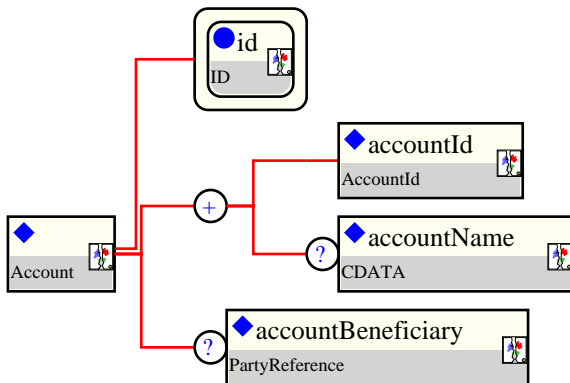 id
ID
accountId
AccountId
+
Account
accountName
?
CDATA
accountBeneficiary
?
PartyReference